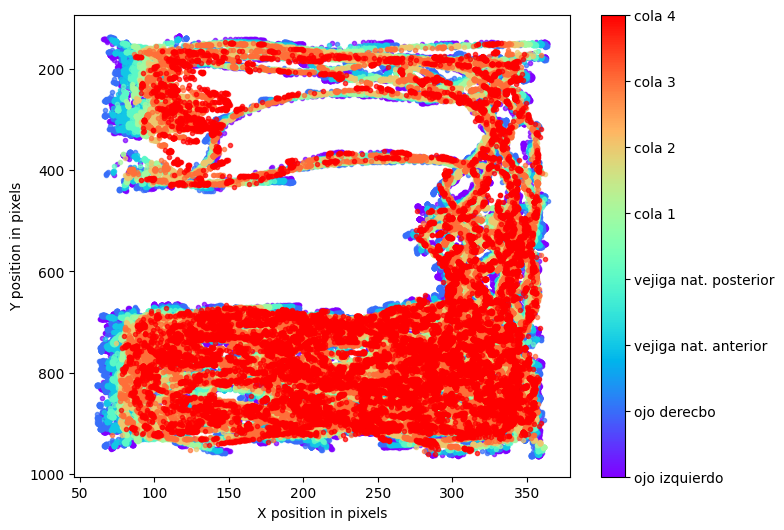 cola 4
cola 3
cola 2
cola 1
vejiga nat. posterior
vejiga nat. anterior
ojo derecbo
ojo izquierdo
Y position in pixels
200
400
600
800
1000
50
100
150
200
250
300
350
X position in pixels